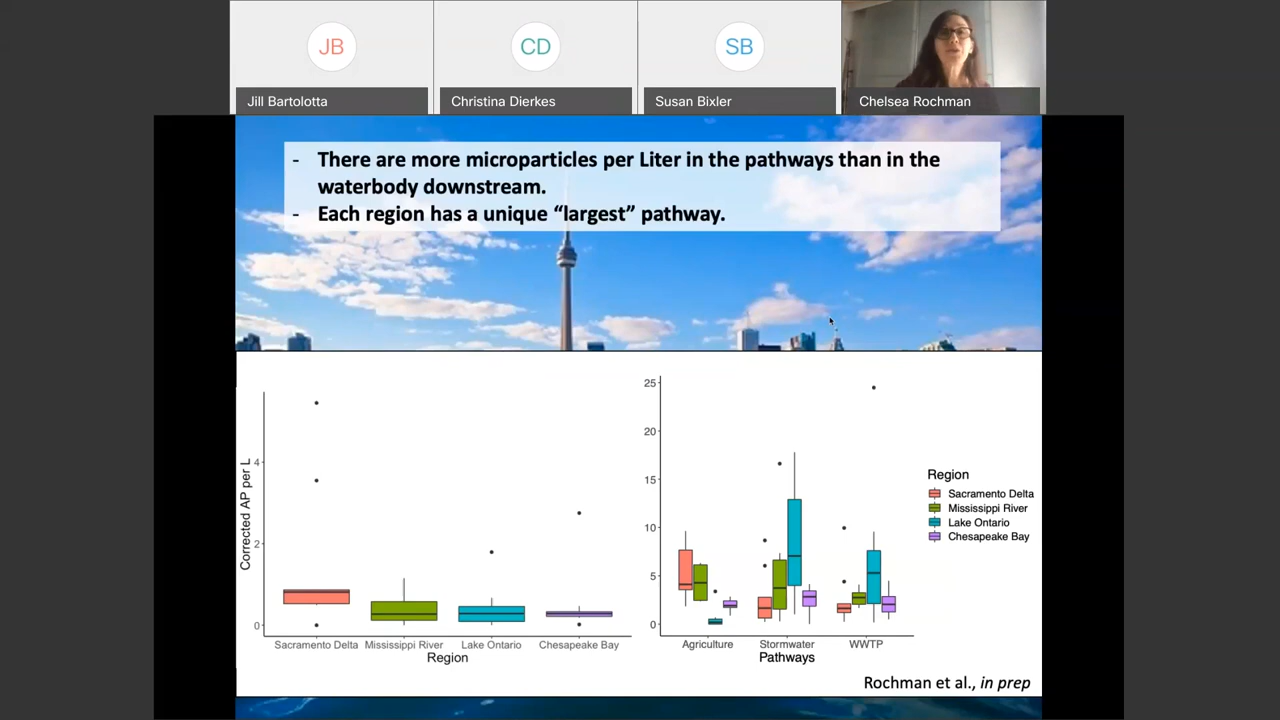 JB
CD
SB
Jill Bartolotta
Christina Dierkes
Susan Bixler
Chelsea Rochman
- There are more microparticles per Liter in the pathways than in the
waterbody downstream.
- Each region has a unique “largest” pathway.
Corrected AP per L
4
2
0
Sacramento Delta
Mississippi River
Lake Ontario
Chesapeake Bay
Region
25
20
15
10
5
0
Agriculture
Stormwater
WWTP
Pathways
Region
Sacramento Delta
Mississippi River
Lake Ontario
Chesapeake Bay
Rochman et al., in prep